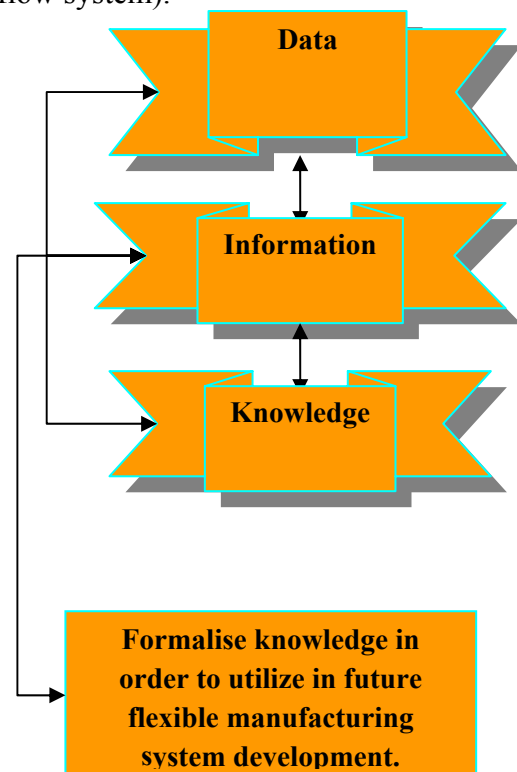 flow system).
Data
Information
Knowledge
Formalise knowledge in
order to utilize in future
flexible manufacturing
system development.